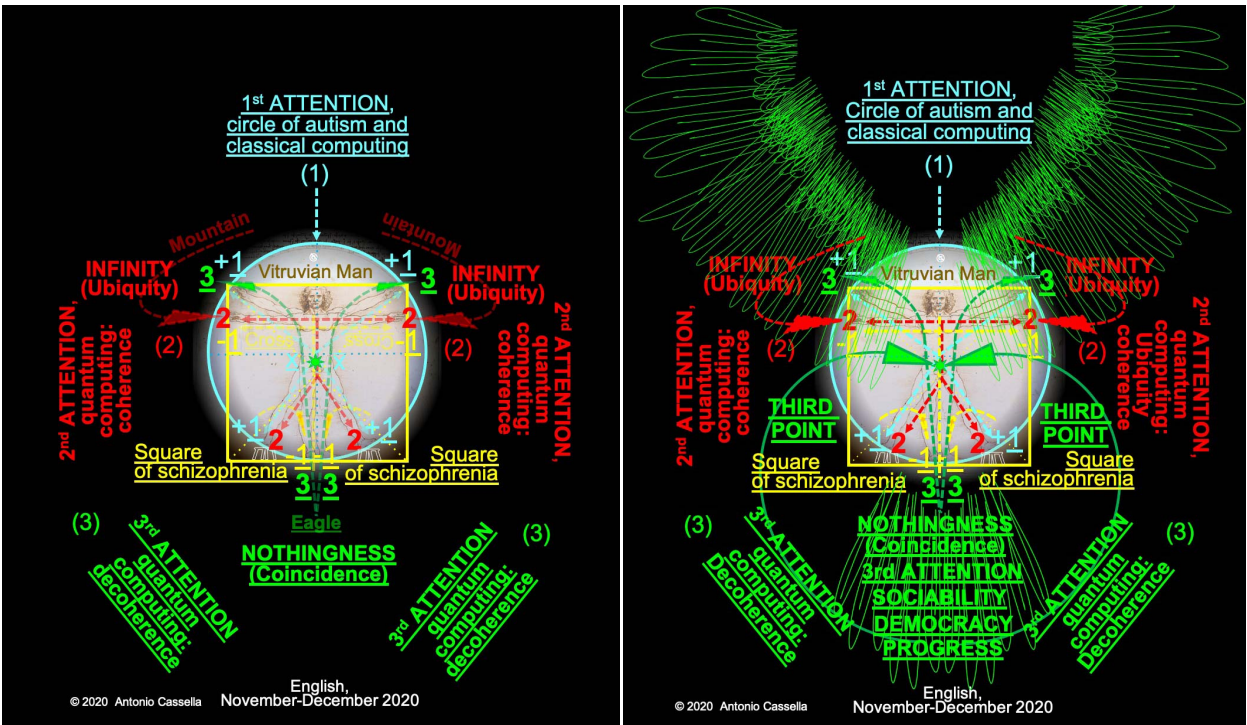 1st ATTENTION,
circle of autism and
classical computing
(1)
Mountain
Mountain
INFINITY
(Ubiquity)
+1
3
Vitruvian Man
+1
3
INFINITY
(Ubiquity)
2nd ATTENTION,
quantum
computing:
coherence
(2)
2
2
(2)
2nd ATTENTION,
quantum
computing:
coherence
-1
Cross
Cross
-1
X
X
+1
2
2
+1
-1
-1
Square
of schizophrenia
Square
of schizophrenia
3
3
Eagle
NOTHINGNESS
(Coincidence)
(3)
3rd ATTENTION
quantum
computing:
decoherence
(3)
3rd ATTENTION
quantum
computing:
decoherence
English,
November-December 2020
© 2020 Antonio Cassella
1st ATTENTION,
Circle of autism and
classical computing
(1)
INFINITY
(Ubiquity)
+1
3
Vitruvian Man
+1
3
INFINITY
(Ubiquity)
2nd ATTENTION,
quantum
computing:
coherence
(2)
2
2
(2)
2nd ATTENTION,
quantum
computing:
Ubiquity
coherence
-1
-1
THIRD
POINT
THIRD
POINT
+1
2
2
+1
-1
-1
Square
of schizophrenia
Square
of schizophrenia
3
3
NOTHINGNESS
(Coincidence)
3rd ATTENTION
SOCIABILITY
DEMOCRACY
PROGRESS
(3)
3rd ATTENTION
quantum
computing:
Decoherence
(3)
3rd ATTENTION
quantum
computing:
Decoherence
English,
November-December 2020
© 2020 Antonio Cassella